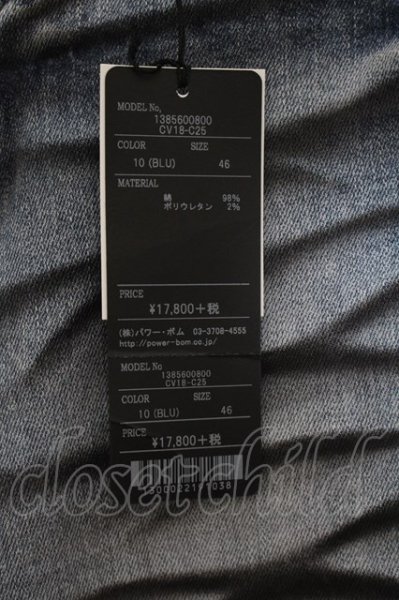 MODEL No,
1385600800
CV18-C25
COLOR SIZE
10 (BLU) 46
MATERIAL
綿 98%
ポリウレタン 2%
PRICE
¥17,800+税
(株)パワー・ボム 03-3708-4555
http://power-bom.co.jp/
MODEL No
1385600800
CV18-C25
COLOR SIZE
10 (BLU) 46
PRICE
¥17,800+税
closet child